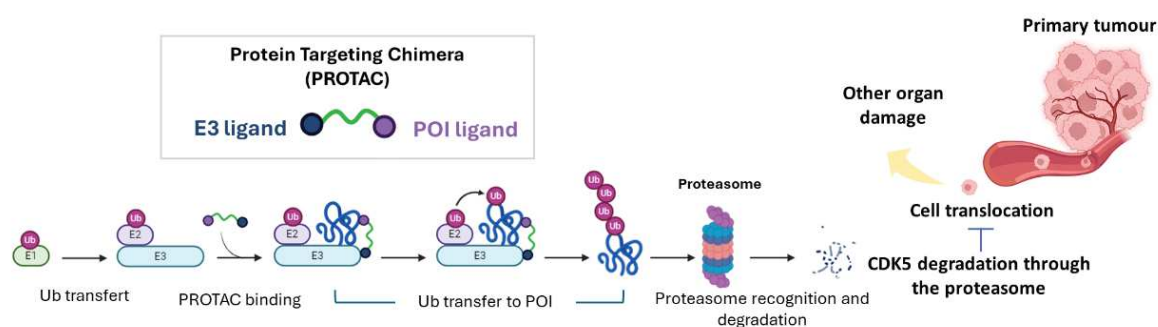 Protein Targeting Chimera
(PROTAC)
E3 ligand
POI ligand
Primary tumour
Other organ
damage
Cell translocation
CDK5 degradation through
the proteasome
Ub
E1
Ub
E2
E3
Ub
E2
E3
Ub
Ub
E2
E3
Ub
Ub
Ub
Ub
Proteasome
Ub transfert
PROTAC binding
Ub transfer to POI
Proteasome recognition and
degradation